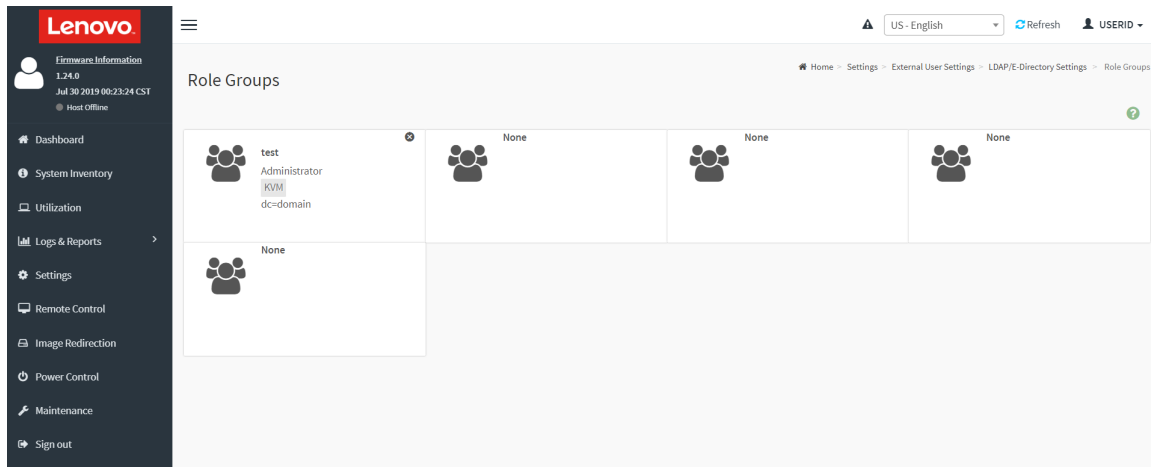 Lenovo
US - English
Refresh
USERID
Firmware Information
1.24.0
Jul 30 2019 00:23:24 CST
Host Offline
Role Groups
Home > Settings > External User Settings > LDAP/E-Directory Settings > Role Groups
Dashboard
System Inventory
Utilization
Logs & Reports
Settings
Remote Control
Image Redirection
Power Control
Maintenance
Sign out
test
Administrator
KVM
dc=domain
None
None
None
None